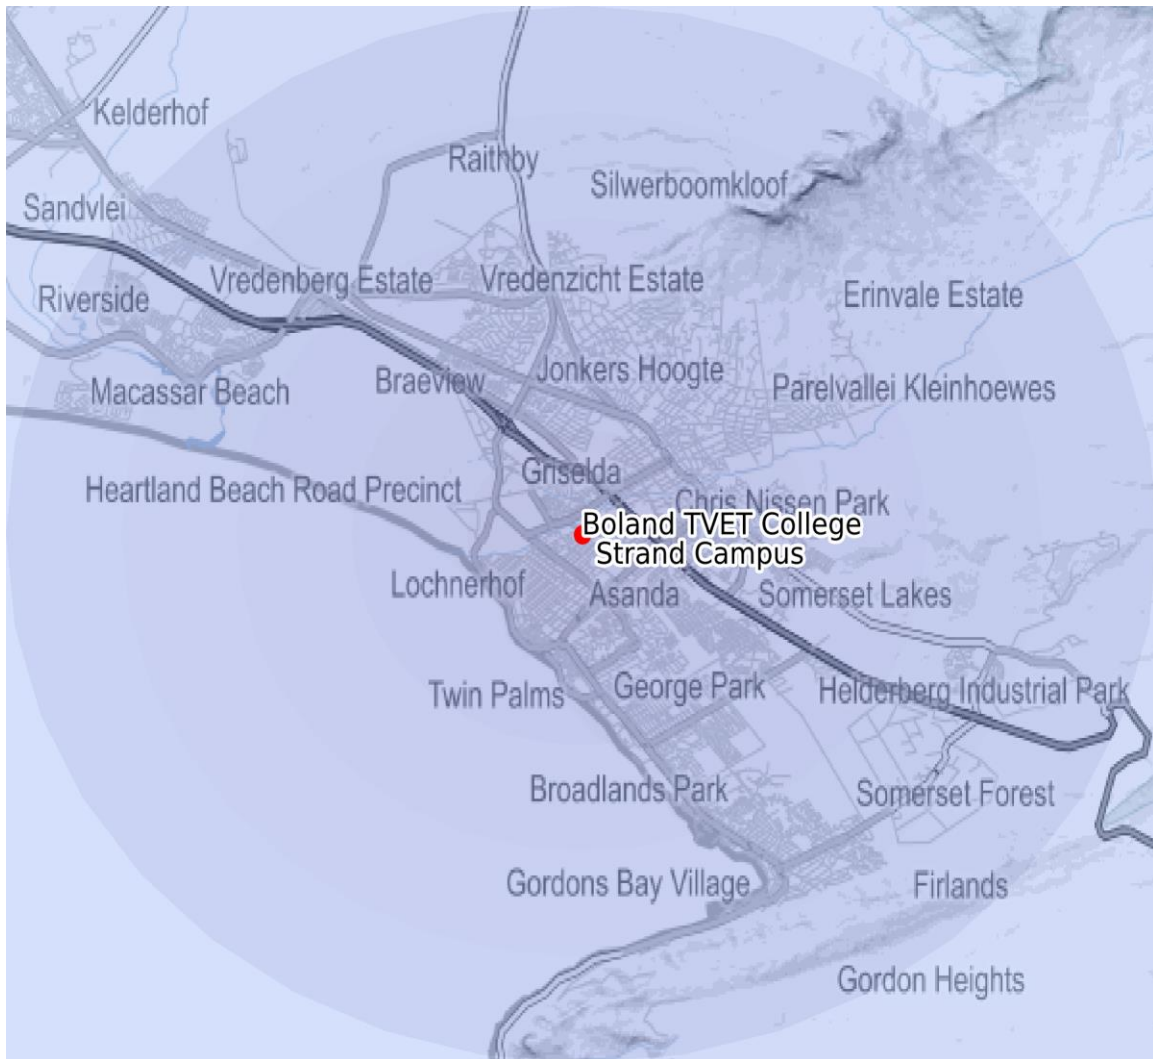 Kelderhof
Raithby
Silwerboomkloof
Sandvlei
Vredenberg Estate
Vredenzicht Estate
Riverside
Erinvale Estate
Jonkers Hoogte
Braeview
Macassar Beach
Parelvallei Kleinhoewes
Griselda
Heartland Beach Road Precinct
Chris Nissen Park
Boland TVET College
Strand Campus
Lochnerhof
Asanda
Somerset Lakes
Twin Palms
George Park
Helderberg Industrial Park
Broadlands Park
Somerset Forest
Gordons Bay Village
Firlands
Gordon Heights